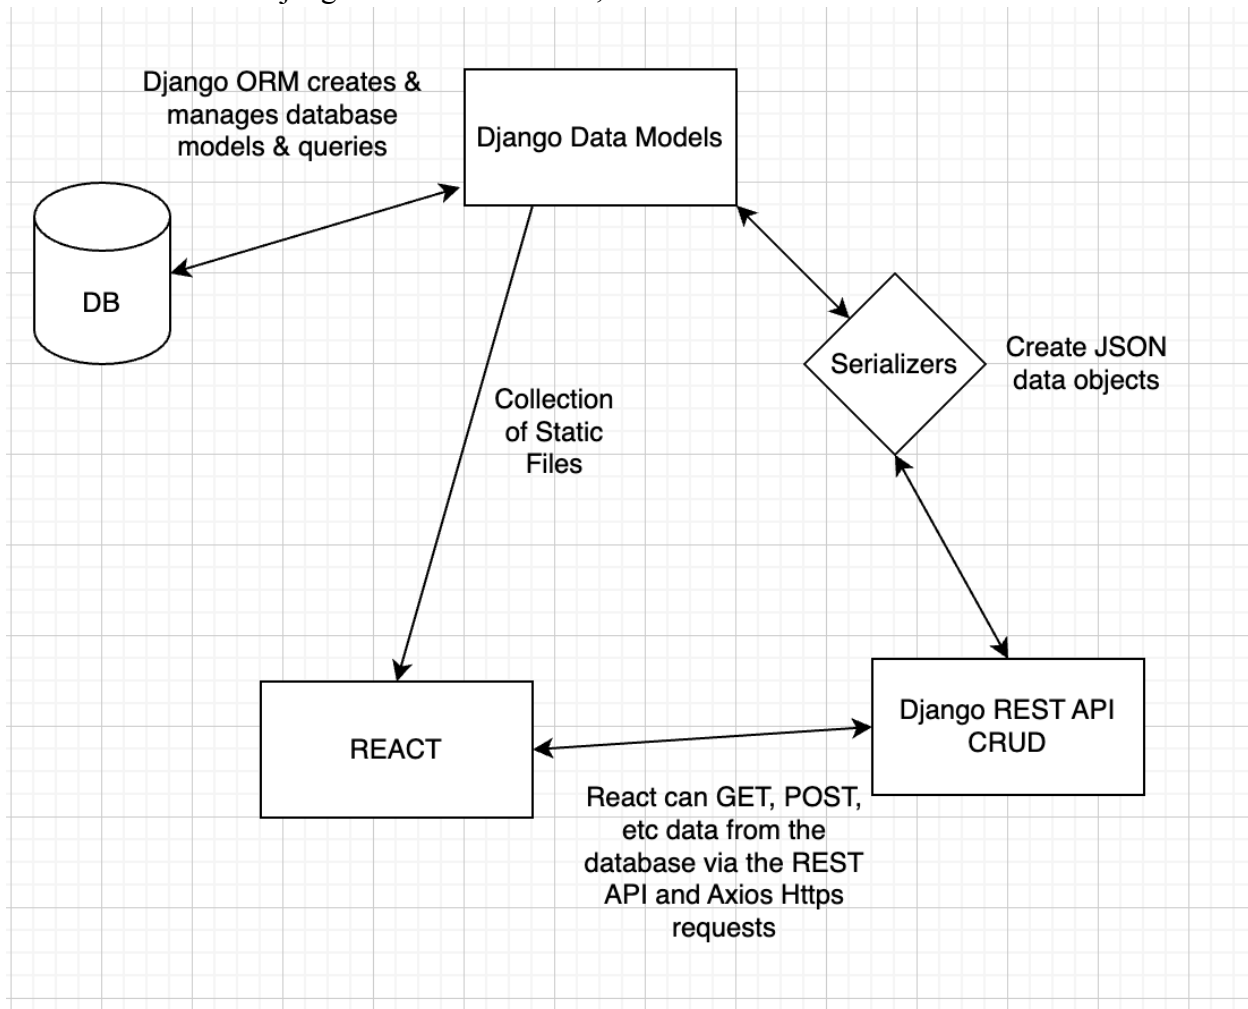 Django ORM creates &
manages database
models & queries
Django Data Models
DB
Serializers
Create JSON
data objects
Collection
of Static
Files
REACT
Django REST API
CRUD
React can GET, POST,
etc data from the
database via the REST
API and Axios Https
requests